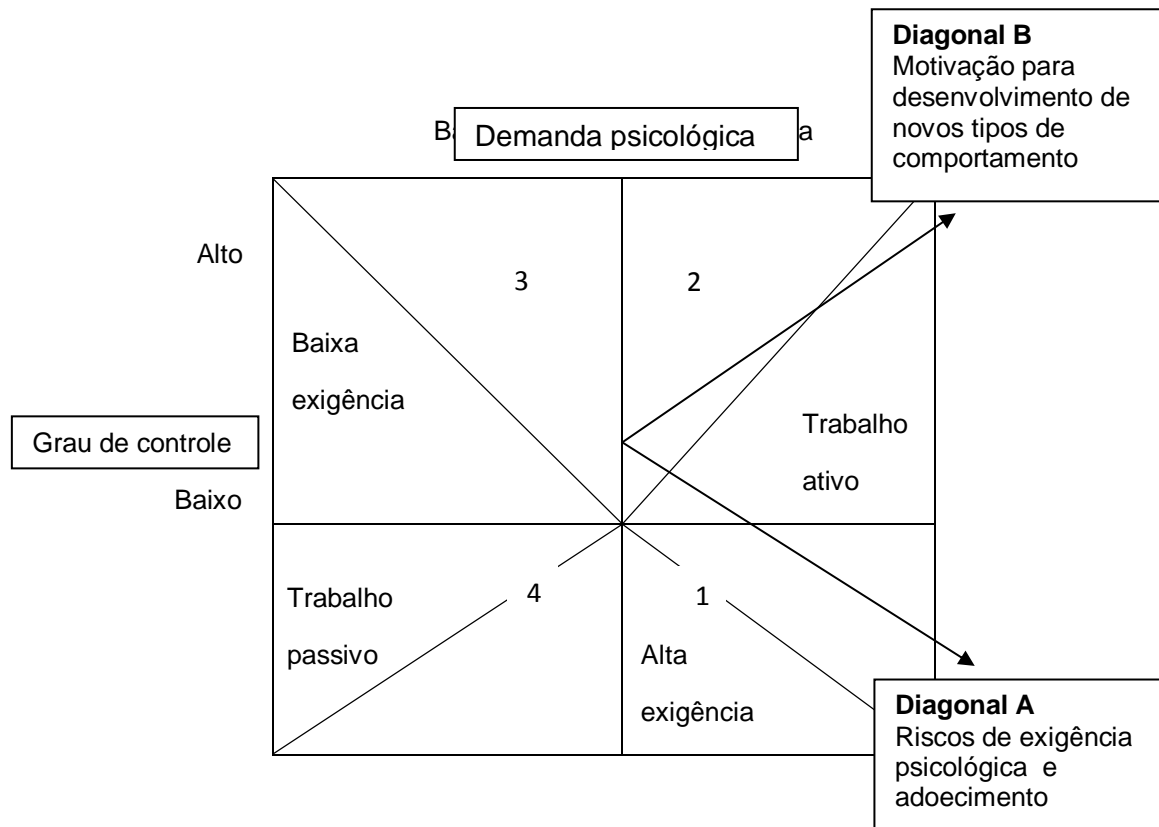 Diagonal B
Motivação para
desenvolvimento de
novos tipos de
comportamento
Demanda psicológica
Alto
3
2
Baixa
exigência
Grau de controle
Trabalho
ativo
Baixo
Trabalho
passivo
4
1
Alta
exigência
Diagonal A
Riscos de exigência
psicológica e
adoecimento